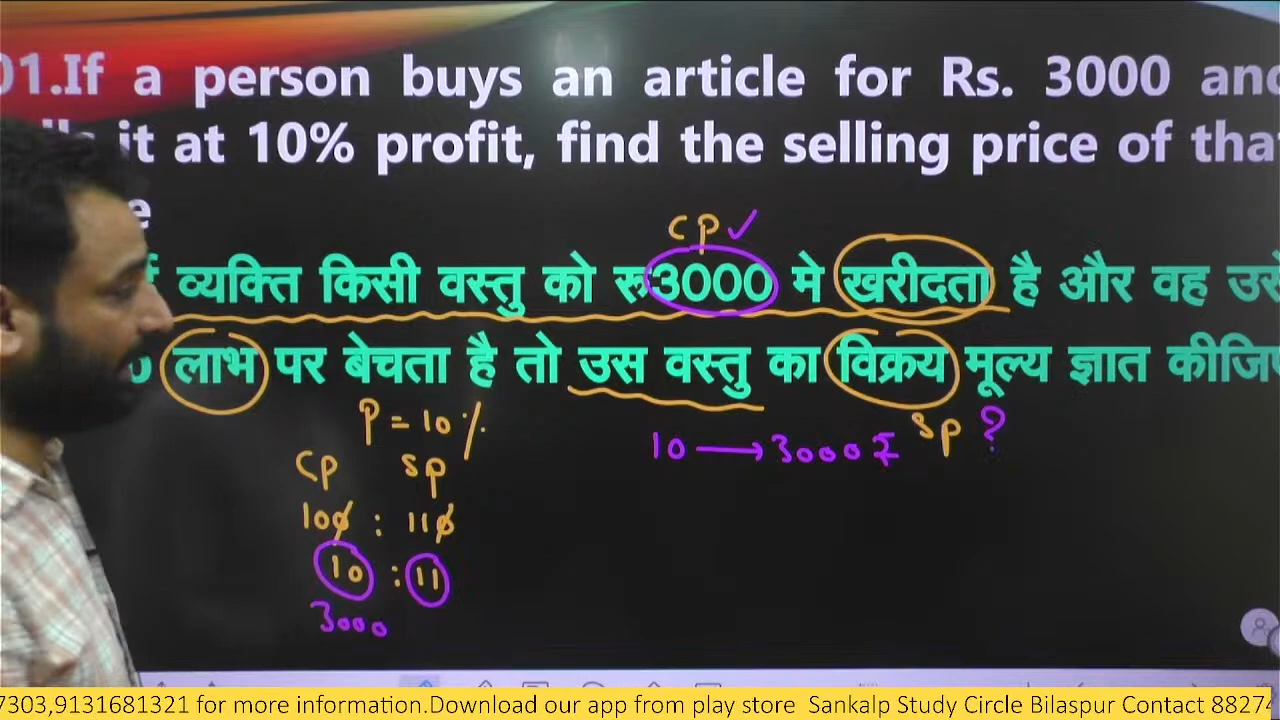 01.If a person buys an article for Rs. 3000 and
it at 10% profit, find the selling price of tha
e
CP ✓
व्यक्ति किसी वस्तु को रू3000 मे खरीदता है और वह उसे
लाभ पर बेचता है तो उस वस्तु का विक्रय मूल्य ज्ञात कीजिए
P = 10%
SP ?
10 → 3000 ₹
CP SP
100 : 110
10 : 11
3000
7303,9131681321 for more information.Download our app from play store Sankalp Study Circle Bilaspur Contact 88274